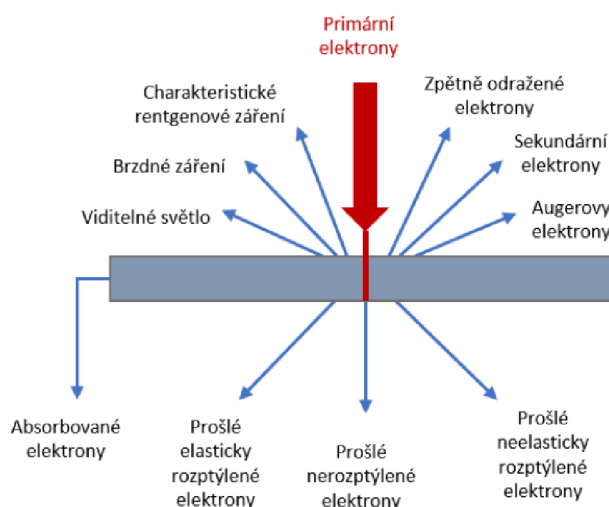 Primární
elektrony
Charakteristické
rentgenové záření
Zpětně odražené
elektrony
Brzdné záření
Sekundární
elektrony
Viditelné světlo
Augerovy
elektrony
Absorbované
elektrony
Prošlé
elasticky
rozptýlené
elektrony
Prošlé
nerozptýlené
elektrony
Prošlé
neelasticky
rozptýlené
elektrony